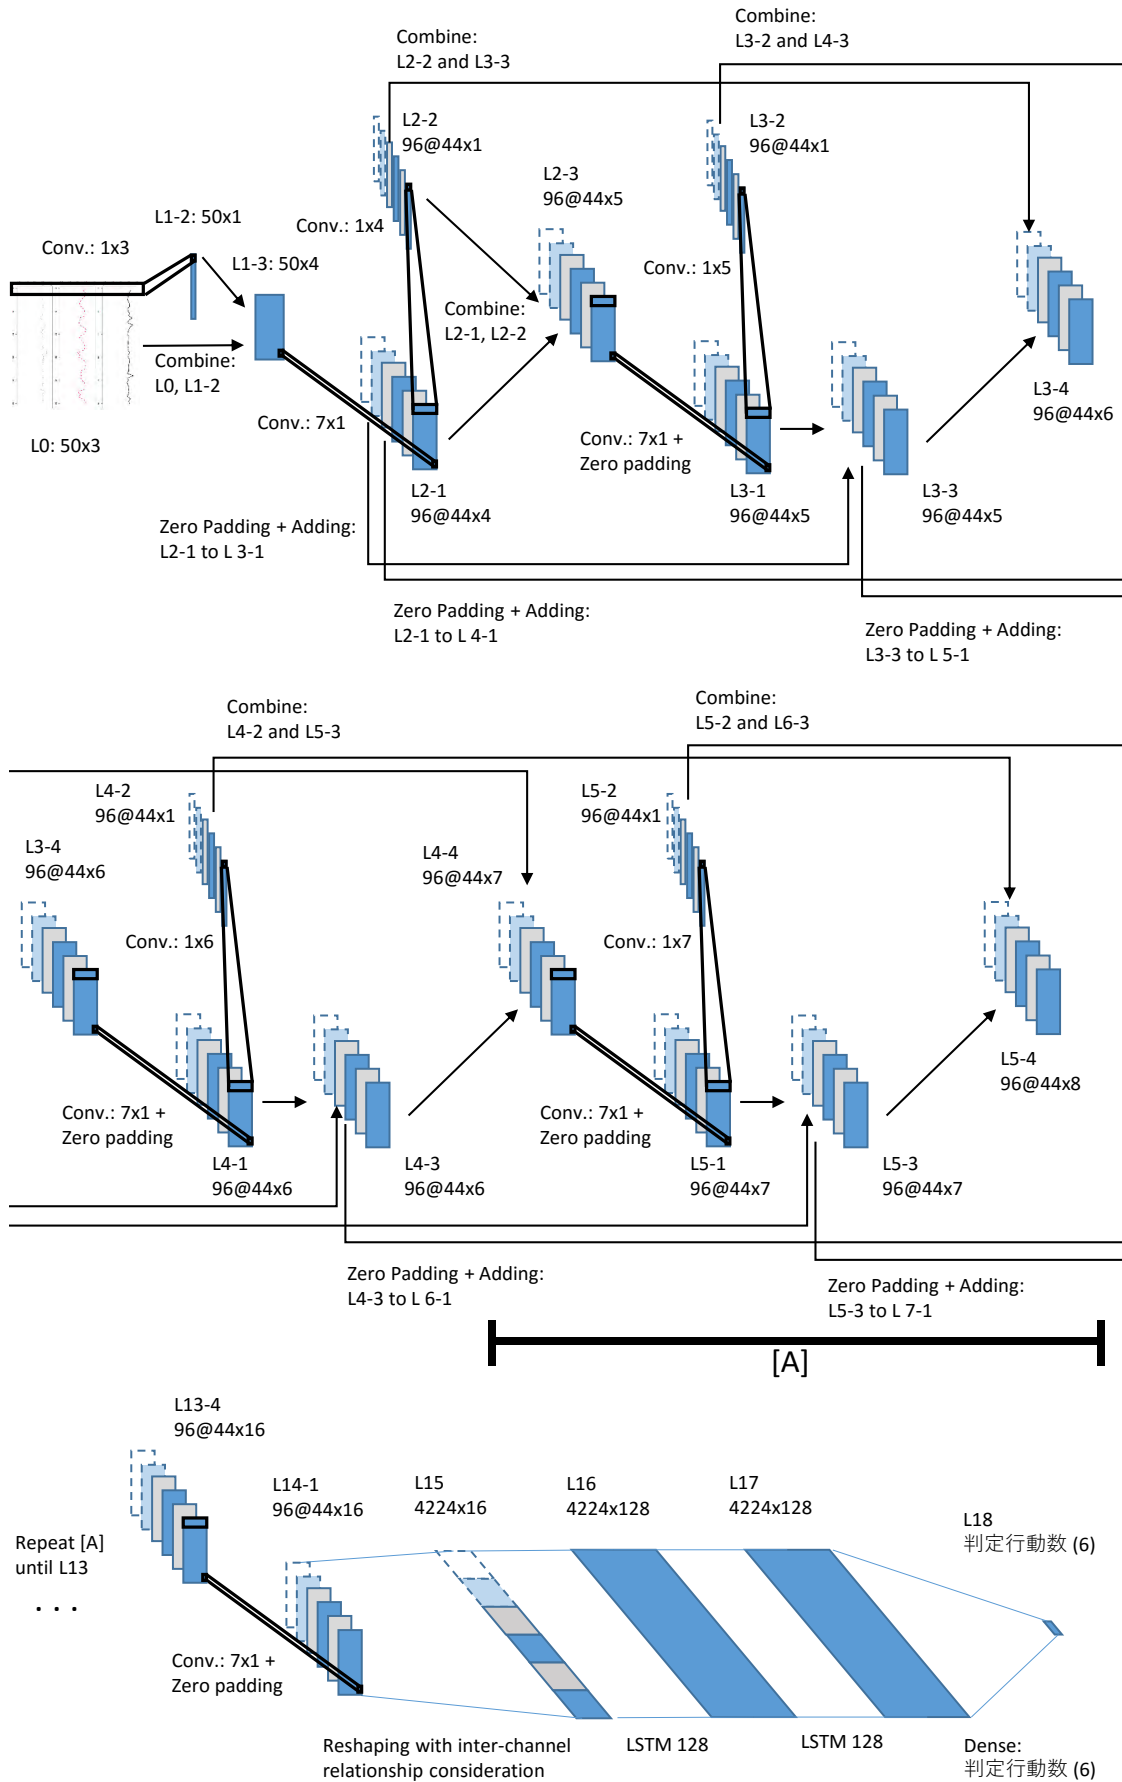 Combine:
L2-2 and L3-3
Combine:
L3-2 and L4-3
L2-2
96@44x1
L3-2
96@44x1
L2-3
96@44x5
L1-2: 50x1
Conv.: 1x3
Conv.: 1x4
L1-3: 50x4
Conv.: 1x5
Combine:
L2-1, L2-2
Combine:
L0, L1-2
L3-4
96@44x6
Conv.: 7x1
L0: 50x3
Conv.: 7x1 +
Zero padding
L2-1
96@44x4
L3-1
96@44x5
L3-3
96@44x5
Zero Padding + Adding:
L2-1 to L 3-1
Zero Padding + Adding:
L2-1 to L 4-1
Zero Padding + Adding:
L3-3 to L 5-1
Combine:
L4-2 and L5-3
Combine:
L5-2 and L6-3
L4-2
96@44x1
L5-2
96@44x1
L3-4
96@44x6
L4-4
96@44x7
Conv.: 1x6
Conv.: 1x7
L5-4
96@44x8
Conv.: 7x1 +
Zero padding
Conv.: 7x1 +
Zero padding
L4-1
96@44x6
L4-3
96@44x6
L5-1
96@44x7
L5-3
96@44x7
Zero Padding + Adding:
L4-3 to L 6-1
Zero Padding + Adding:
L5-3 to L 7-1
[A]
L13-4
96@44x16
L14-1
96@44x16
L15
4224x16
L16
4224x128
L17
4224x128
L18
判定行動数 (6)
Repeat [A]
until L13
. . .
Conv.: 7x1 +
Zero padding
Reshaping with inter-channel
relationship consideration
LSTM 128
LSTM 128
Dense:
判定行動数 (6)